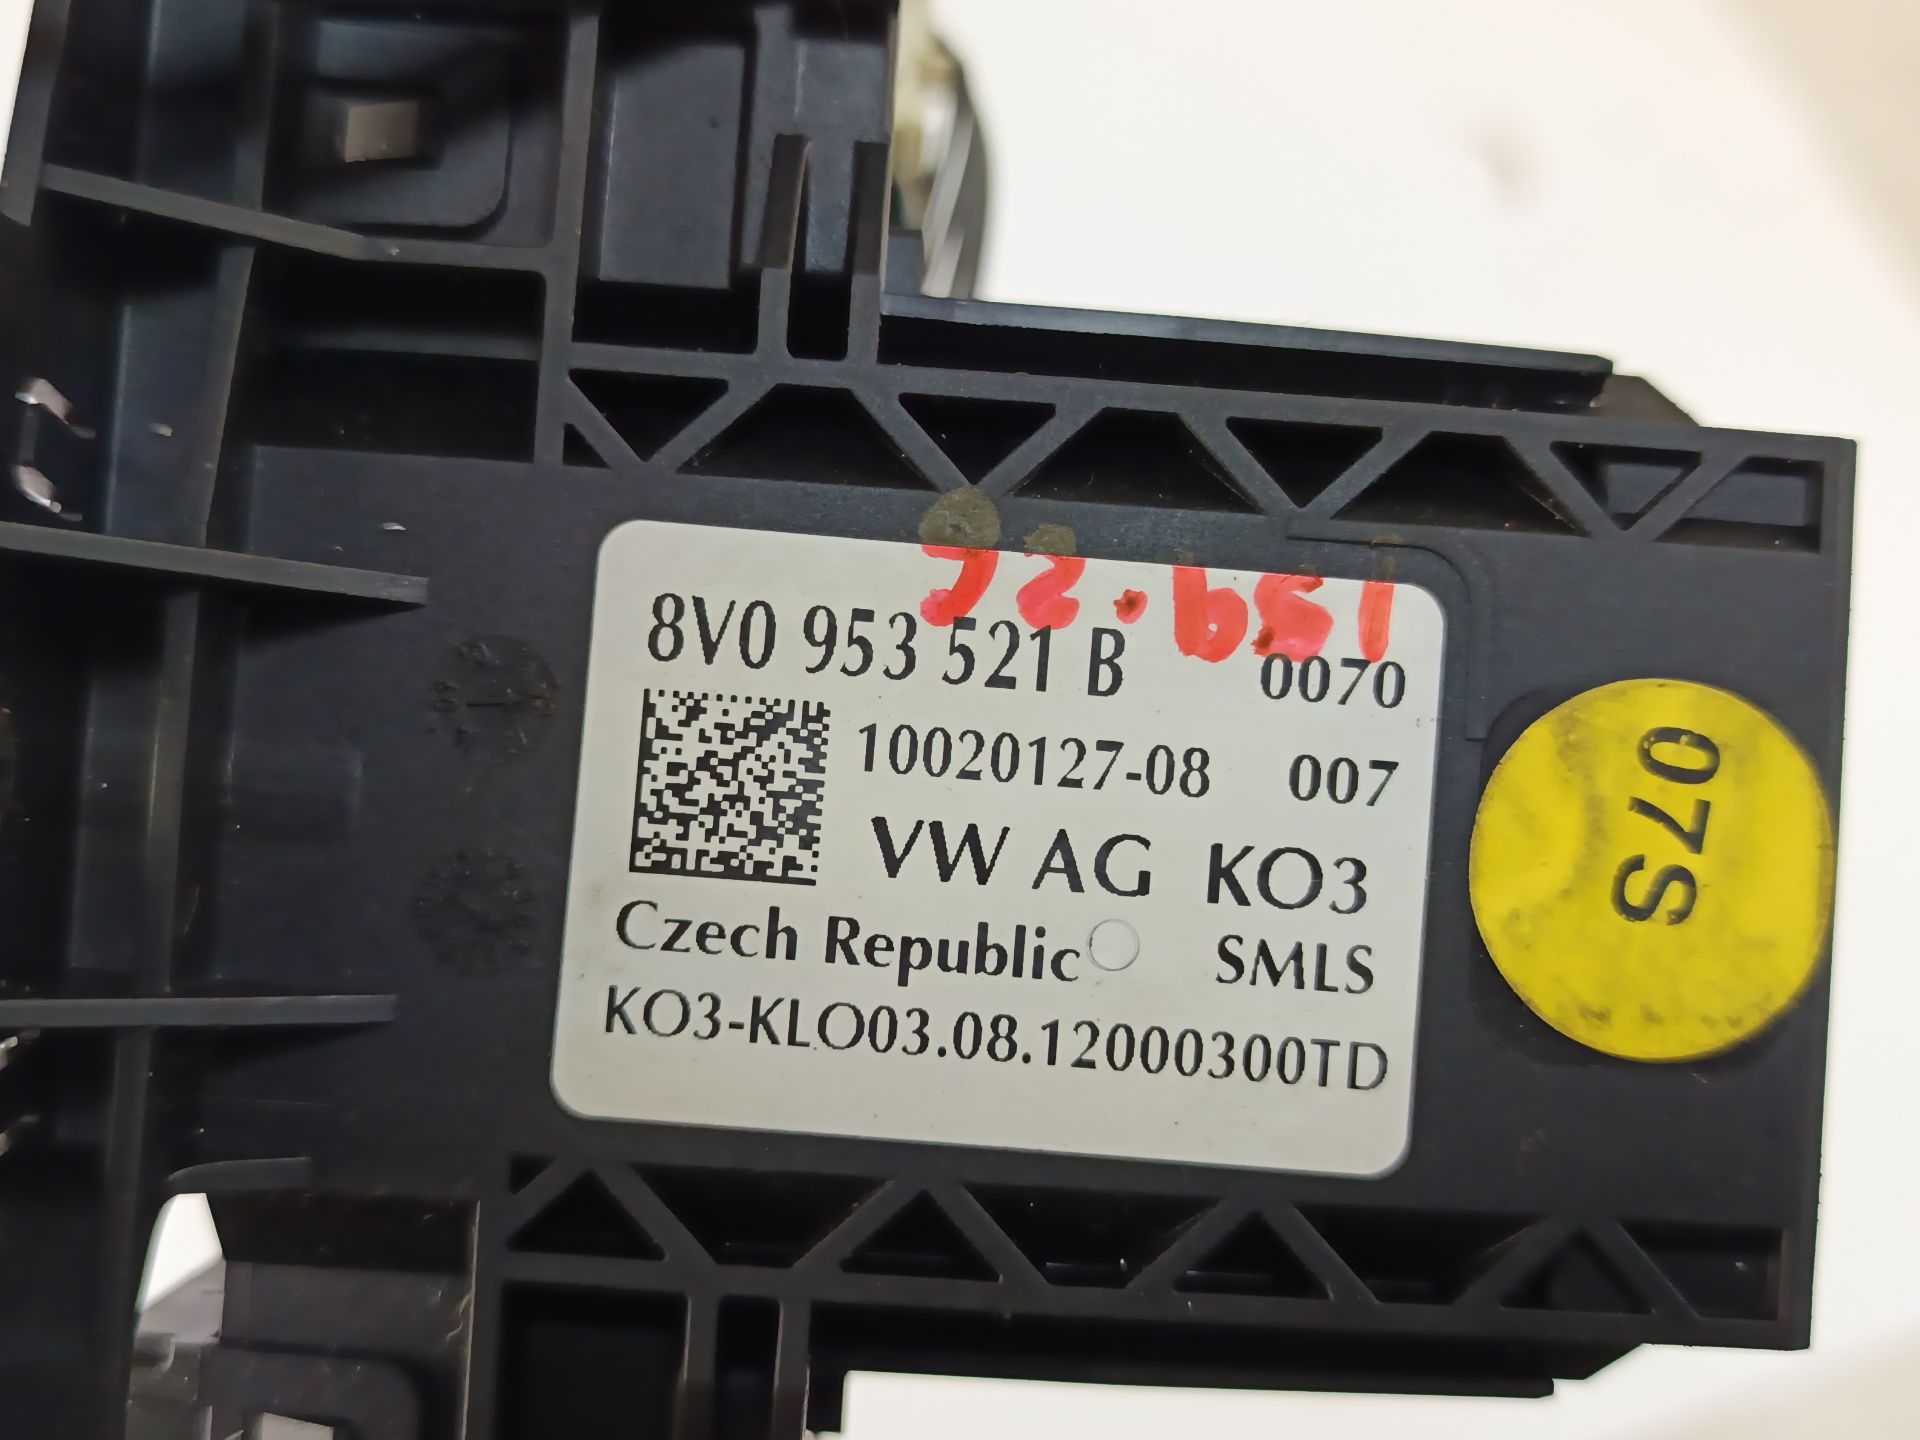 8V0 953 521 B 0070
10020127-08 007
VW AG KO3
Czech Republic SMLS
KO3-KLO03.08.12000300TD
07S